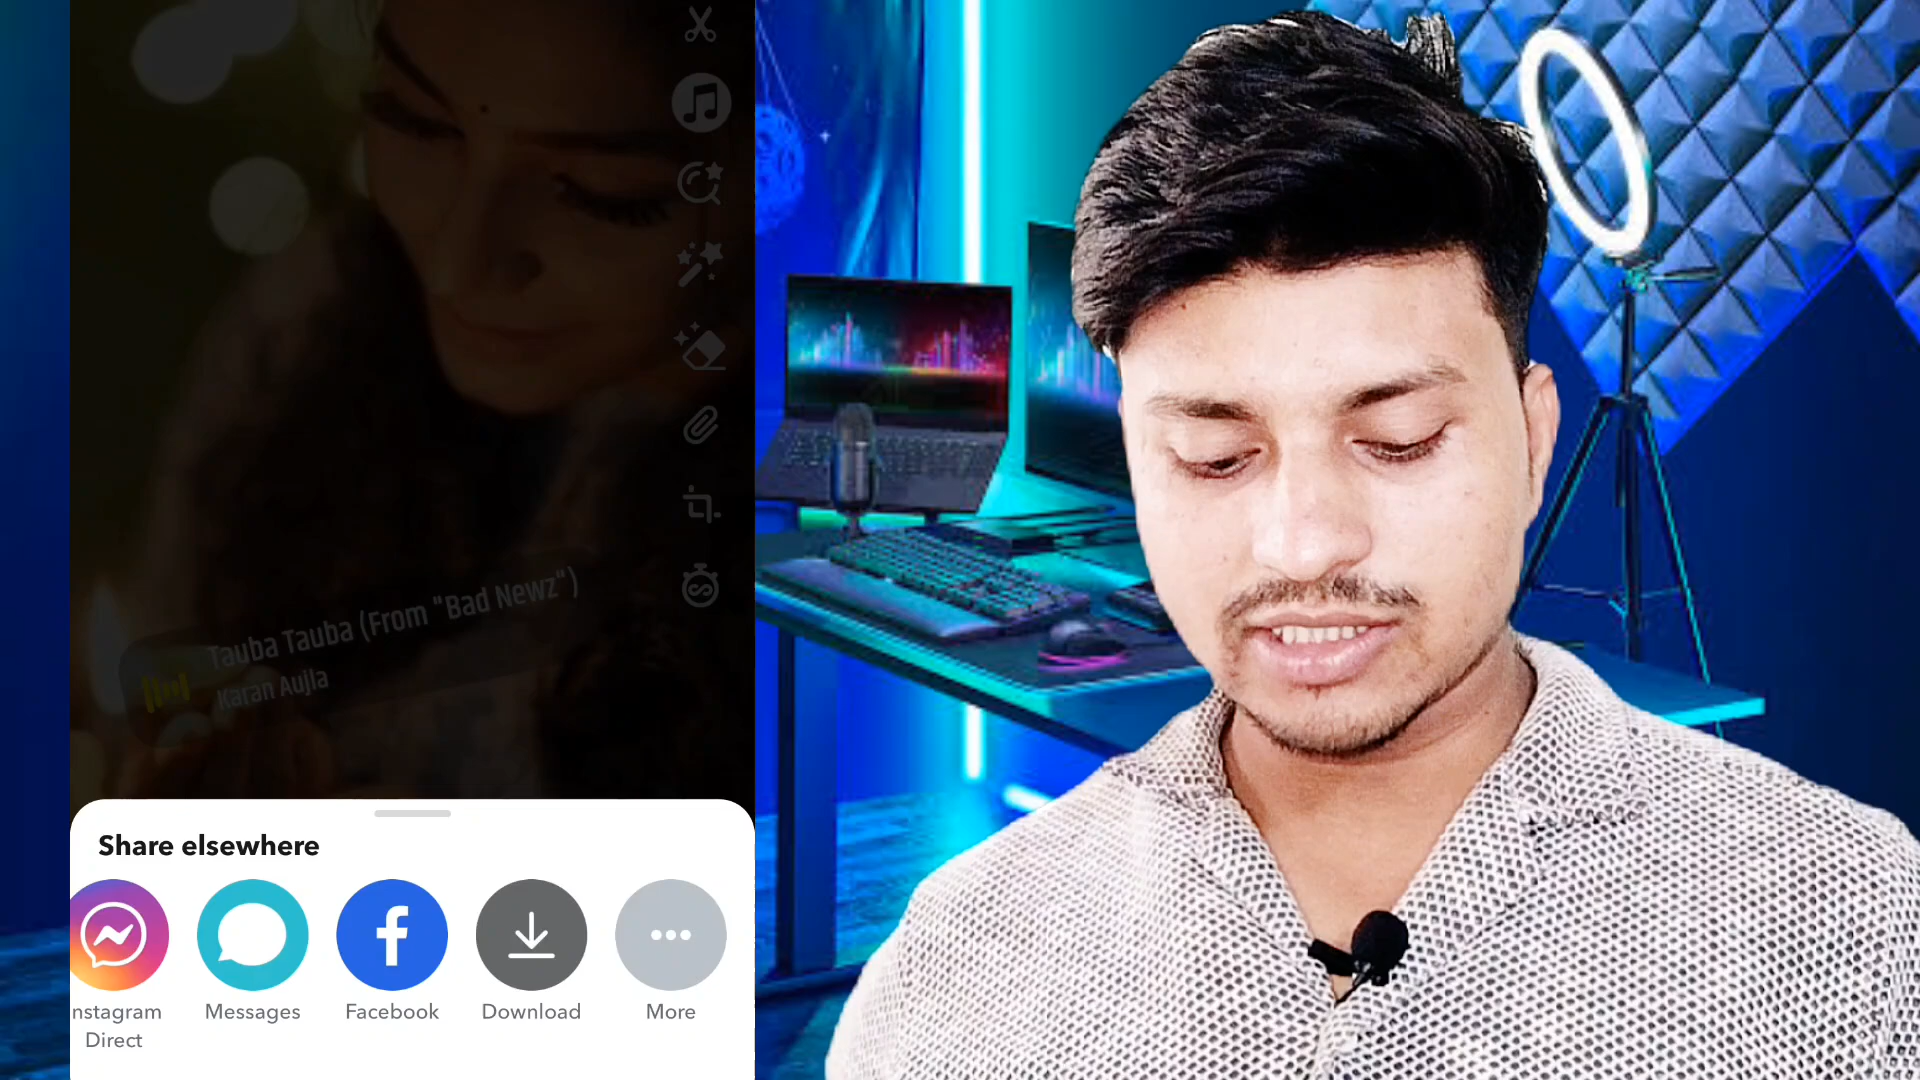 Tauba Tauba (From "Bad Newz")
Karan Aujla
Share elsewhere
nstagram
Direct
Messages
Facebook
Download
More